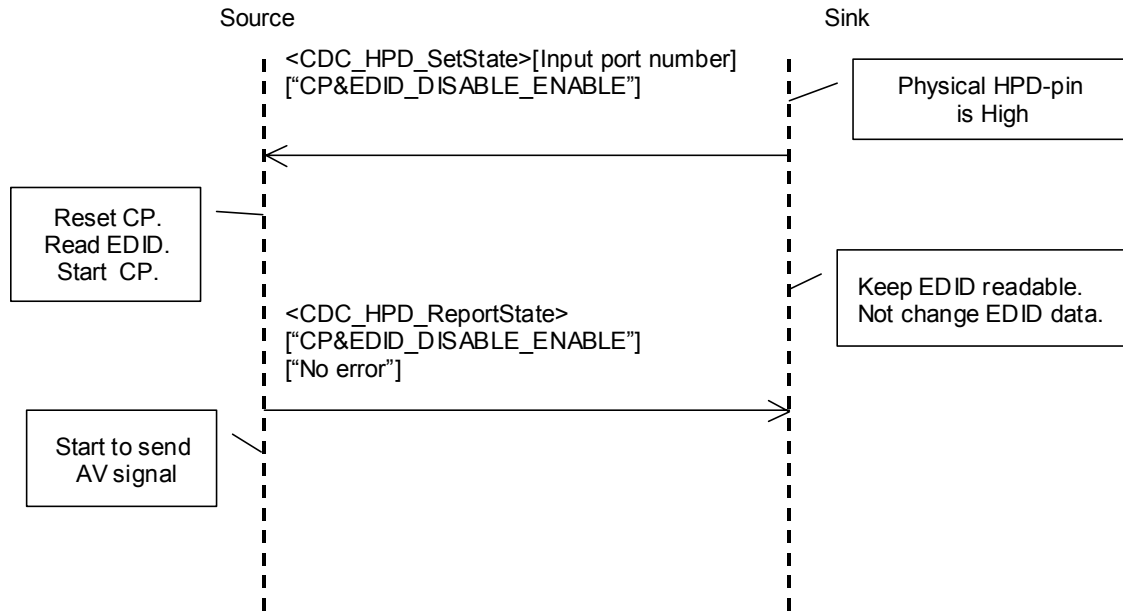 Source
Sink
<CDC_HPD_SetState>[Input port number]
[“CP&EDID_DISABLE_ENABLE”]
Physical HPD-pin
is High
Reset CP.
Read EDID.
Start CP.
Keep EDID readable.
Not change EDID data.
<CDC_HPD_ReportState>
[“CP&EDID_DISABLE_ENABLE”]
[“No error”]
Start to send
AV signal